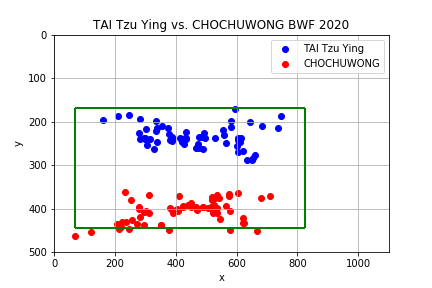 TAI Tzu Ying vs. CHOCHUWONG BWF 2020
TAI Tzu Ying
CHOCHUWONG
0
100
200
300
400
500
y
0 200 400 600 800 1000
x